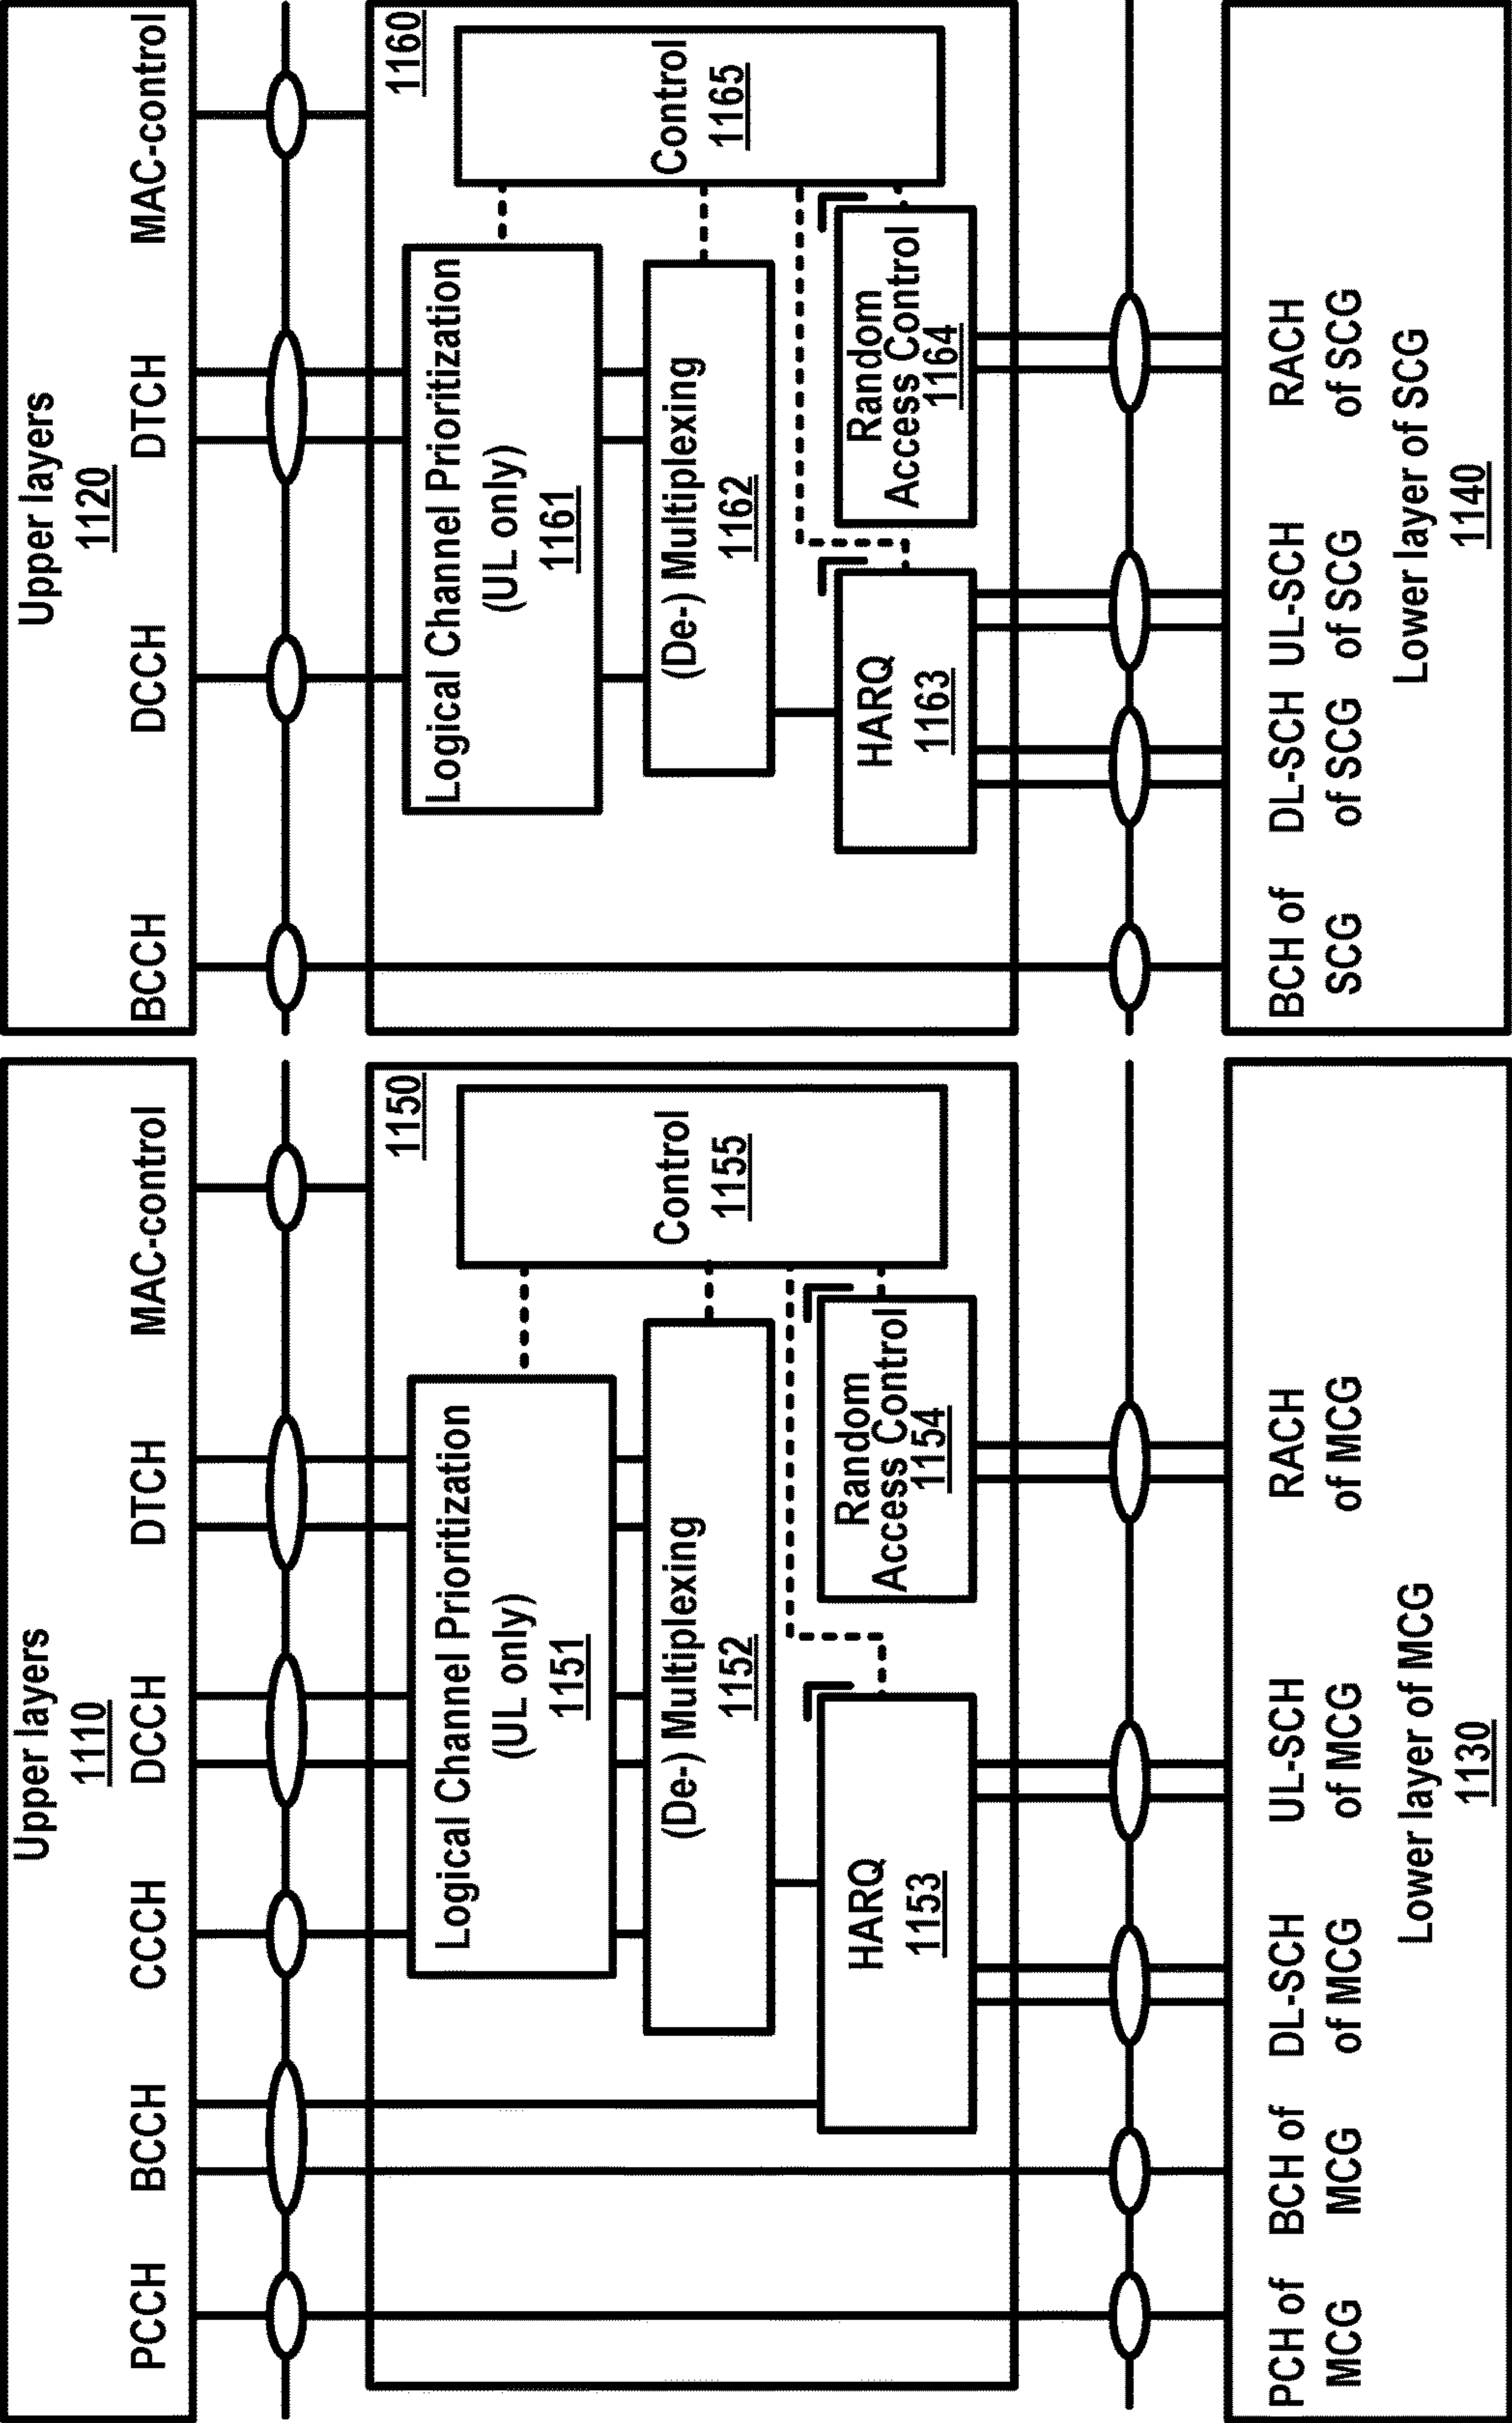 Upper layers
1110
PCCH
BCCH
CCCH
DCCH
DTCH
MAC-control
1150
Logical Channel Prioritization
(UL only)
1151
(De-) Multiplexing
1152
HARQ
1153
Random
Access Control
1154
Control
1155
PCH of
MCG
BCH of
MCG
DL-SCH
of MCG
UL-SCH
of MCG
RACH
of MCG
Lower layer of MCG
1130
Upper layers
1120
BCCH
DCCH
DTCH
MAC-control
1160
Logical Channel Prioritization
(UL only)
1161
(De-) Multiplexing
1162
HARQ
1163
Random
Access Control
1164
Control
1165
BCH of
SCG
DL-SCH
of SCG
UL-SCH
of SCG
RACH
of SCG
Lower layer of SCG
1140